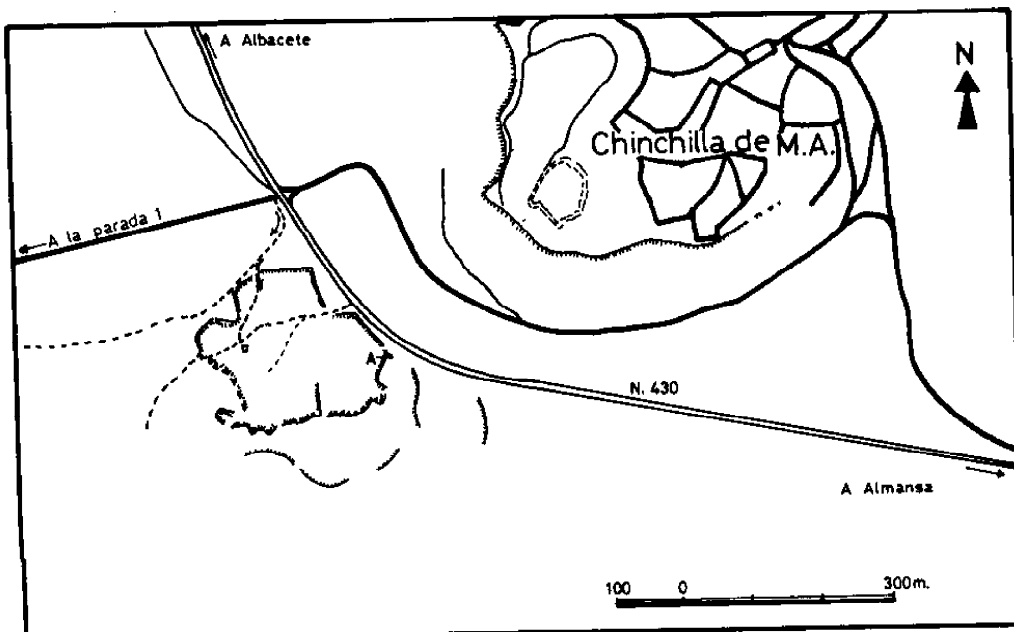 A Albacete
N
Chinchilla de M.A.
A la parada 1
A
N. 430
A Almansa
100 0 300m.